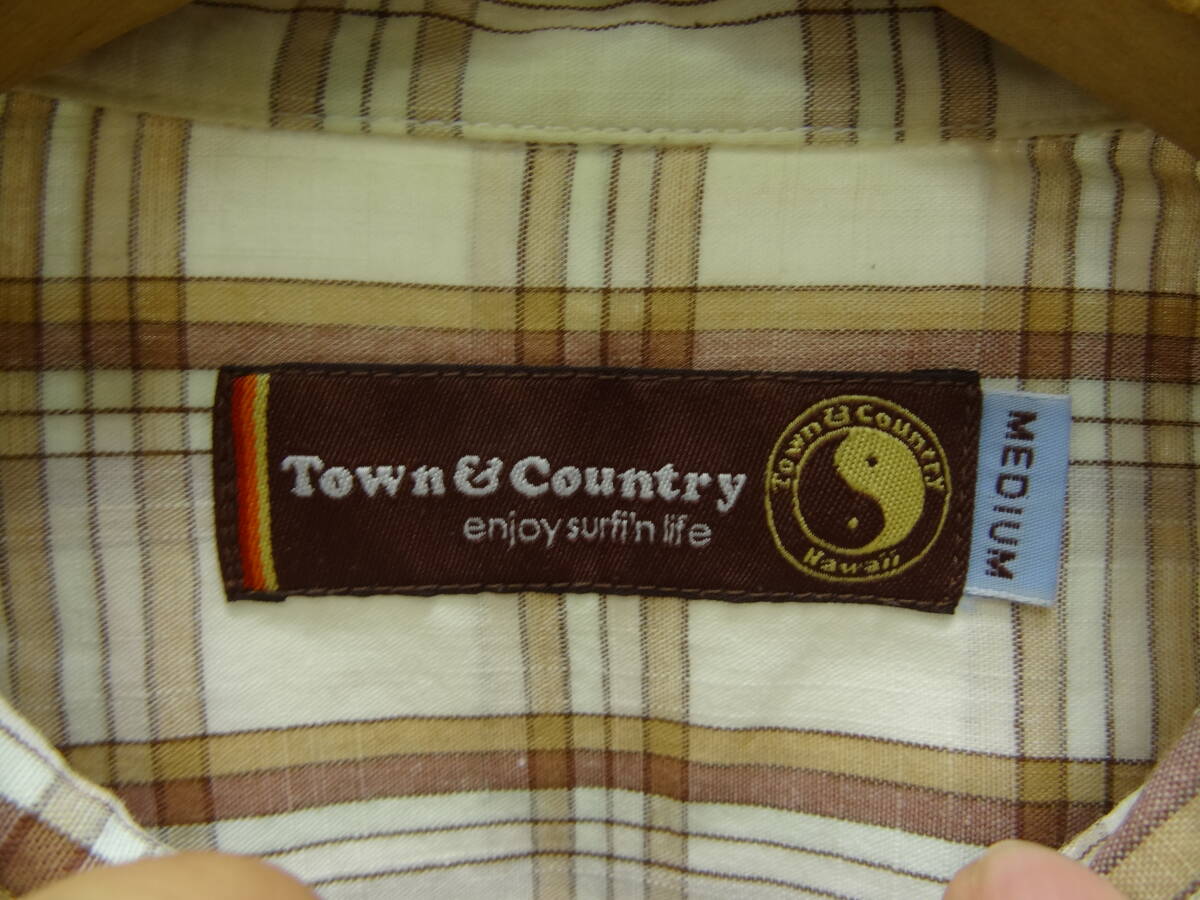 Town & Country
enjoy surfi'n life
Town & Country
Hawaii
MEDIUM